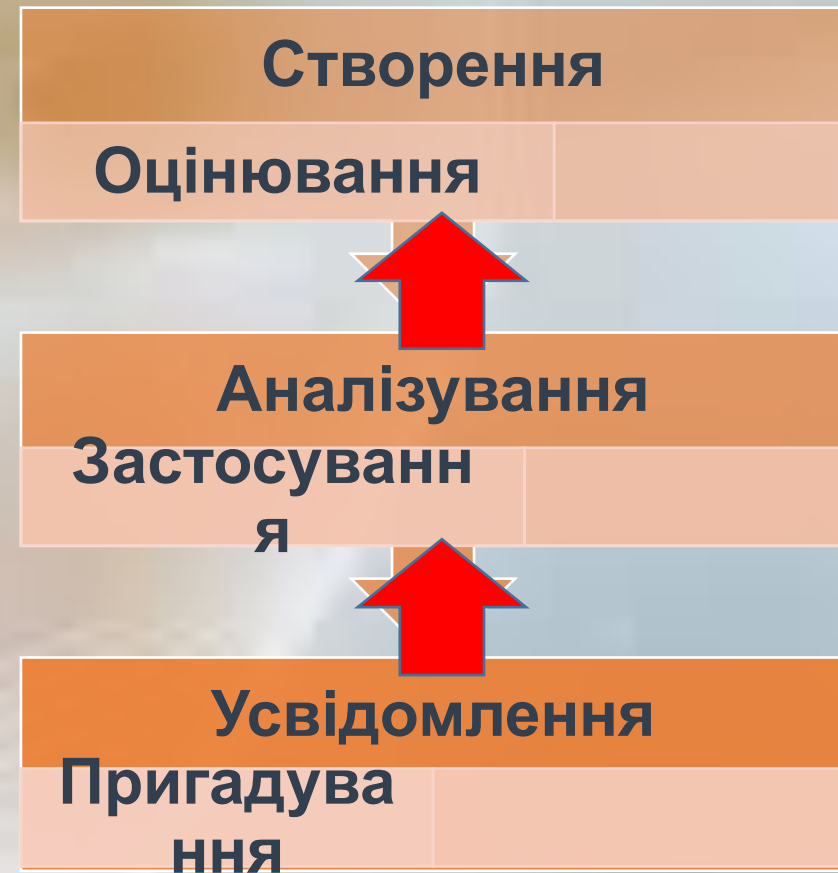 Створення
Оцінювання
Аналізування
Застосуванн
я
Усвідомлення
Пригадува
ння